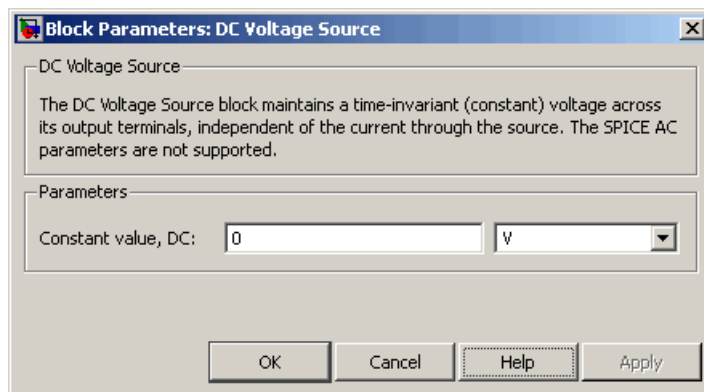 Block Parameters: DC Voltage Source
DC Voltage Source
The DC Voltage Source block maintains a time-invariant (constant) voltage across
its output terminals, independent of the current through the source. The SPICE AC
parameters are not supported.
Parameters
Constant value, DC: 0 V
OK Cancel Help Apply